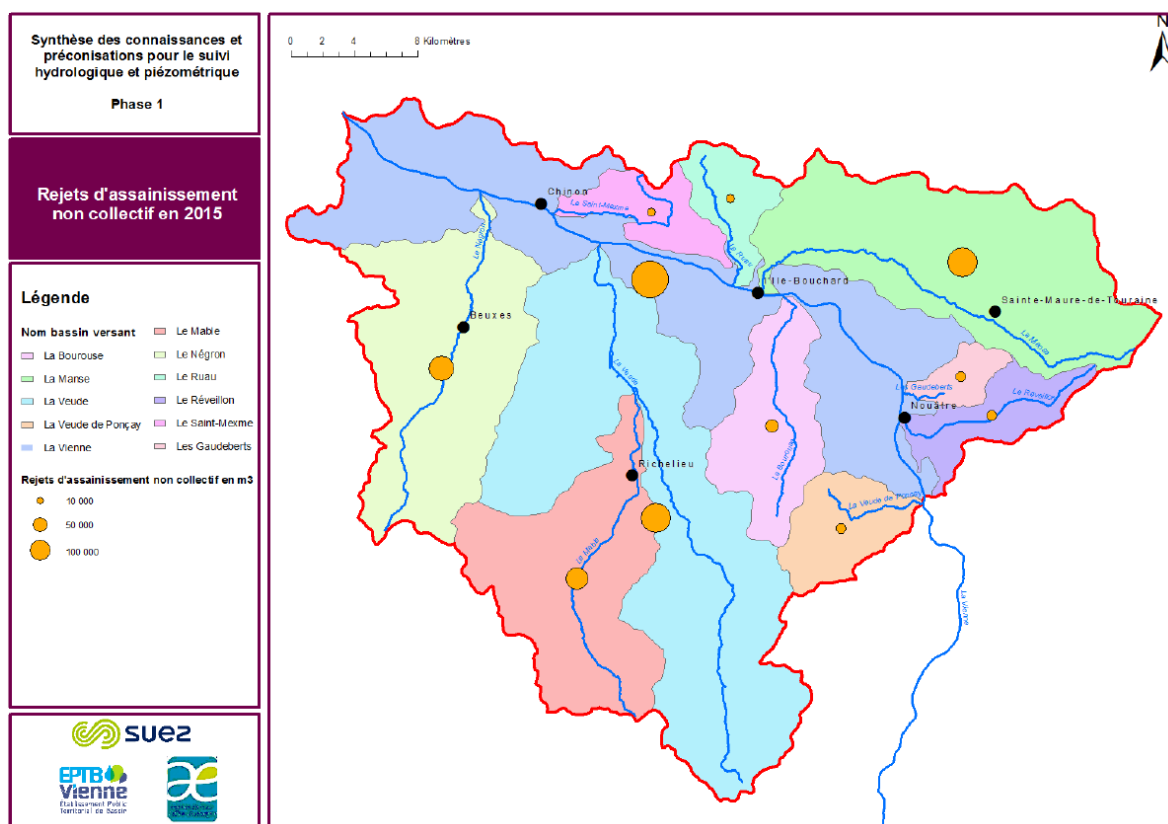 Synthèse des connaissances et
préconisations pour le suivi
hydrologique et piézométrique
Phase 1
Rejets d'assainissement
non collectif en 2015
Légende
Nom bassin versant
La Bourouse
La Manse
La Veude
La Veude de Ponçay
La Vienne
Le Mable
Le Négron
Le Ruau
Le Réveillon
Le Saint-Mexme
Les Gaudeberts
Rejets d'assainissement non collectif en m3
10 000
50 000
100 000
suez
EPTB
Vienne
Établissement Public
Territorial de Bassin
0 2 4 8 Kilomètres
N
Chinon
Le Saint-Mexme
Le Négron
Le Ruau
L'Ile-Bouchard
Sainte-Maure-de-Touraine
La Manse
Beuxes
La Veude
Les Gaudeberts
Le Réveillon
Nouâtre
La Bourouse
Richelieu
La Veude de Ponçay
Le Mable
La Vienne